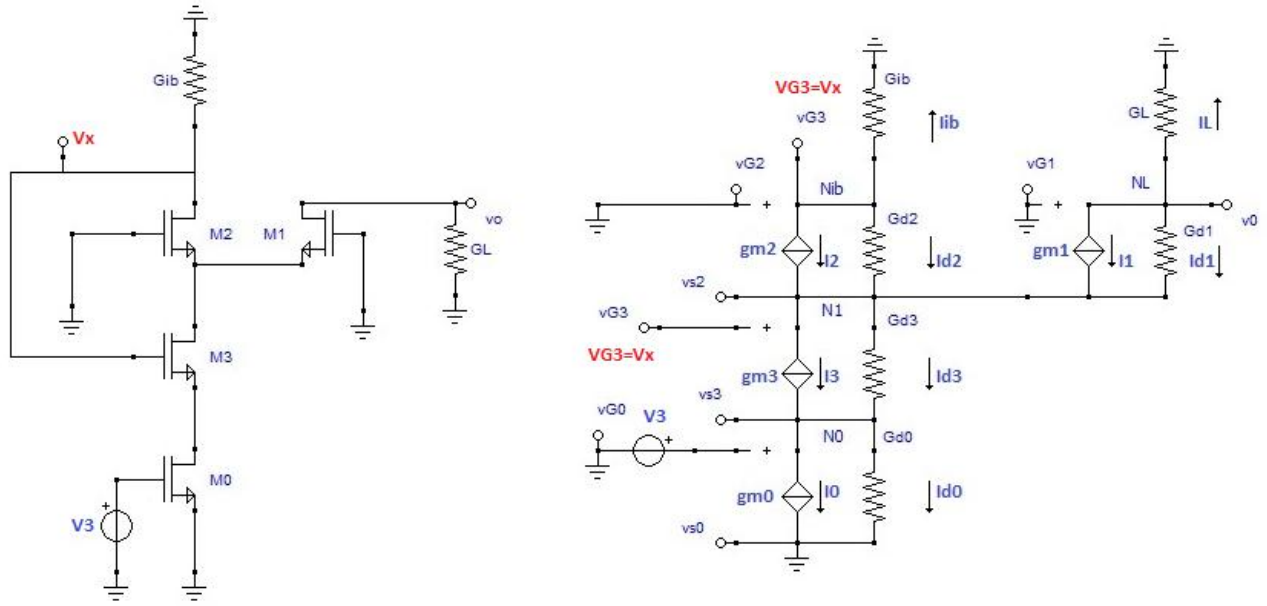 Gib
Vx
M2
M1
vo
GL
M3
M0
+
V3
Gib
VG3=Vx
vG3
Iib
GL
IL
vG2
+
Nib
vG1
+
NL
v0
Gd2
gm2
I2
Id2
gm1
I1
Gd1
Id1
vs2
N1
vG3
+
Gd3
VG3=Vx
gm3
I3
Id3
vs3
vG0
V3
+
+
N0
Gd0
gm0
I0
Id0
vs0